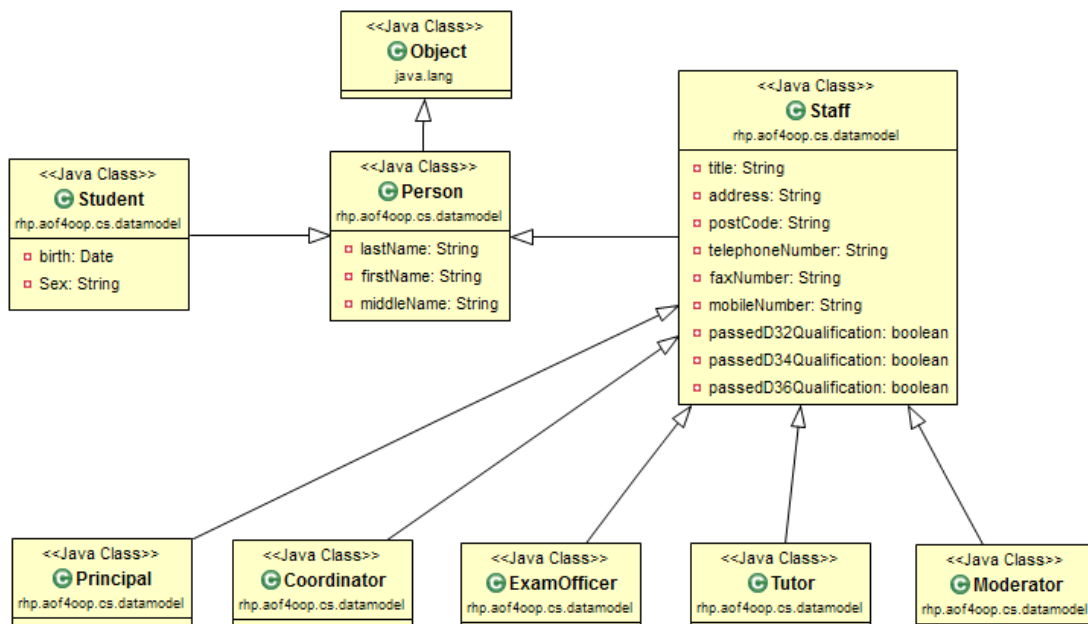 <<Java Class>>
Object
java.lang
<<Java Class>>
Staff
rhp.aof4oop.cs.datamodel
title: String
address: String
postCode: String
telephoneNumber: String
faxNumber: String
mobileNumber: String
passedD32Qualification: boolean
passedD34Qualification: boolean
passedD36Qualification: boolean
<<Java Class>>
Student
rhp.aof4oop.cs.datamodel
birth: Date
Sex: String
<<Java Class>>
Person
rhp.aof4oop.cs.datamodel
lastName: String
firstName: String
middleName: String
<<Java Class>>
Principal
rhp.aof4oop.cs.datamodel
<<Java Class>>
Coordinator
rhp.aof4oop.cs.datamodel
<<Java Class>>
ExamOfficer
rhp.aof4oop.cs.datamodel
<<Java Class>>
Tutor
rhp.aof4oop.cs.datamodel
<<Java Class>>
Moderator
rhp.aof4oop.cs.datamodel